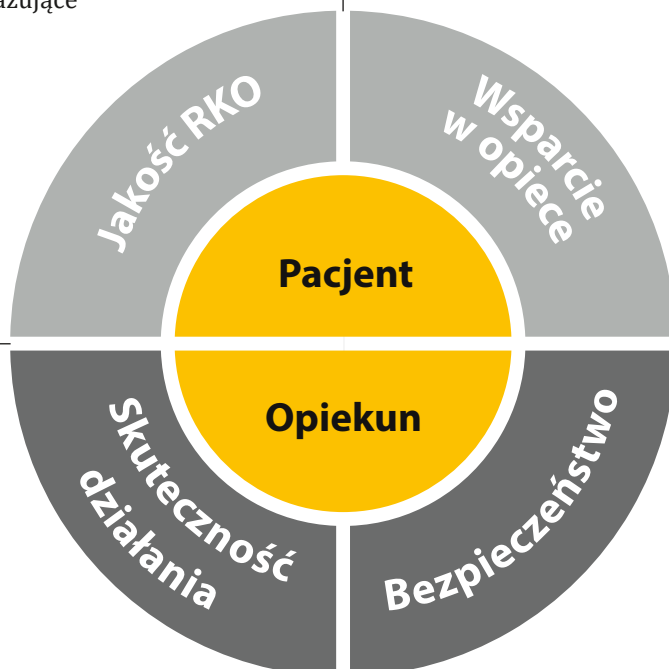 Jakość RKO
Wsparcie
w opiece
Pacjent
Opiekun
Skuteczność
działania
Bezpieczeństwo